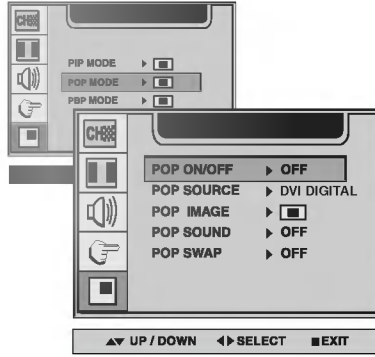 CH
PIP MODE ▶
POP MODE ▶
PBP MODE ▶
CH
POP ON/OFF ▶ OFF
POP SOURCE ▶ DVI DIGITAL
POP IMAGE ▶
POP SOUND ▶ OFF
POP SWAP ▶ OFF
▲▼ UP / DOWN ◀▶ SELECT ■ EXIT